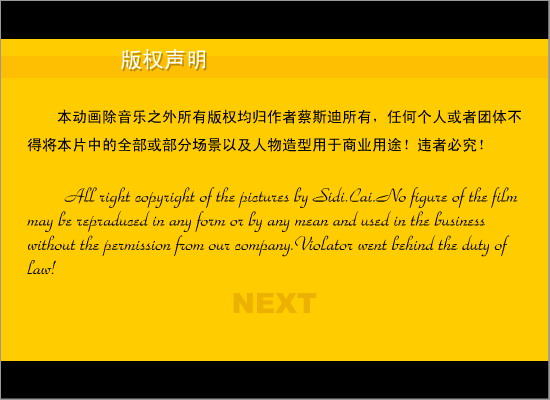 版权声明
本动画除音乐之外所有版权均归作者蔡斯迪所有，任何个人或者团体不
得将本片中的全部或部分场景以及人物造型用于商业用途！违者必究！
All right copyright of the pictures by Sidi.Cai.No figure of the film
may be repraduced in any form or by any mean and used in the business
without the permission from our company.Violator went behind the duty of
law!
NEXT